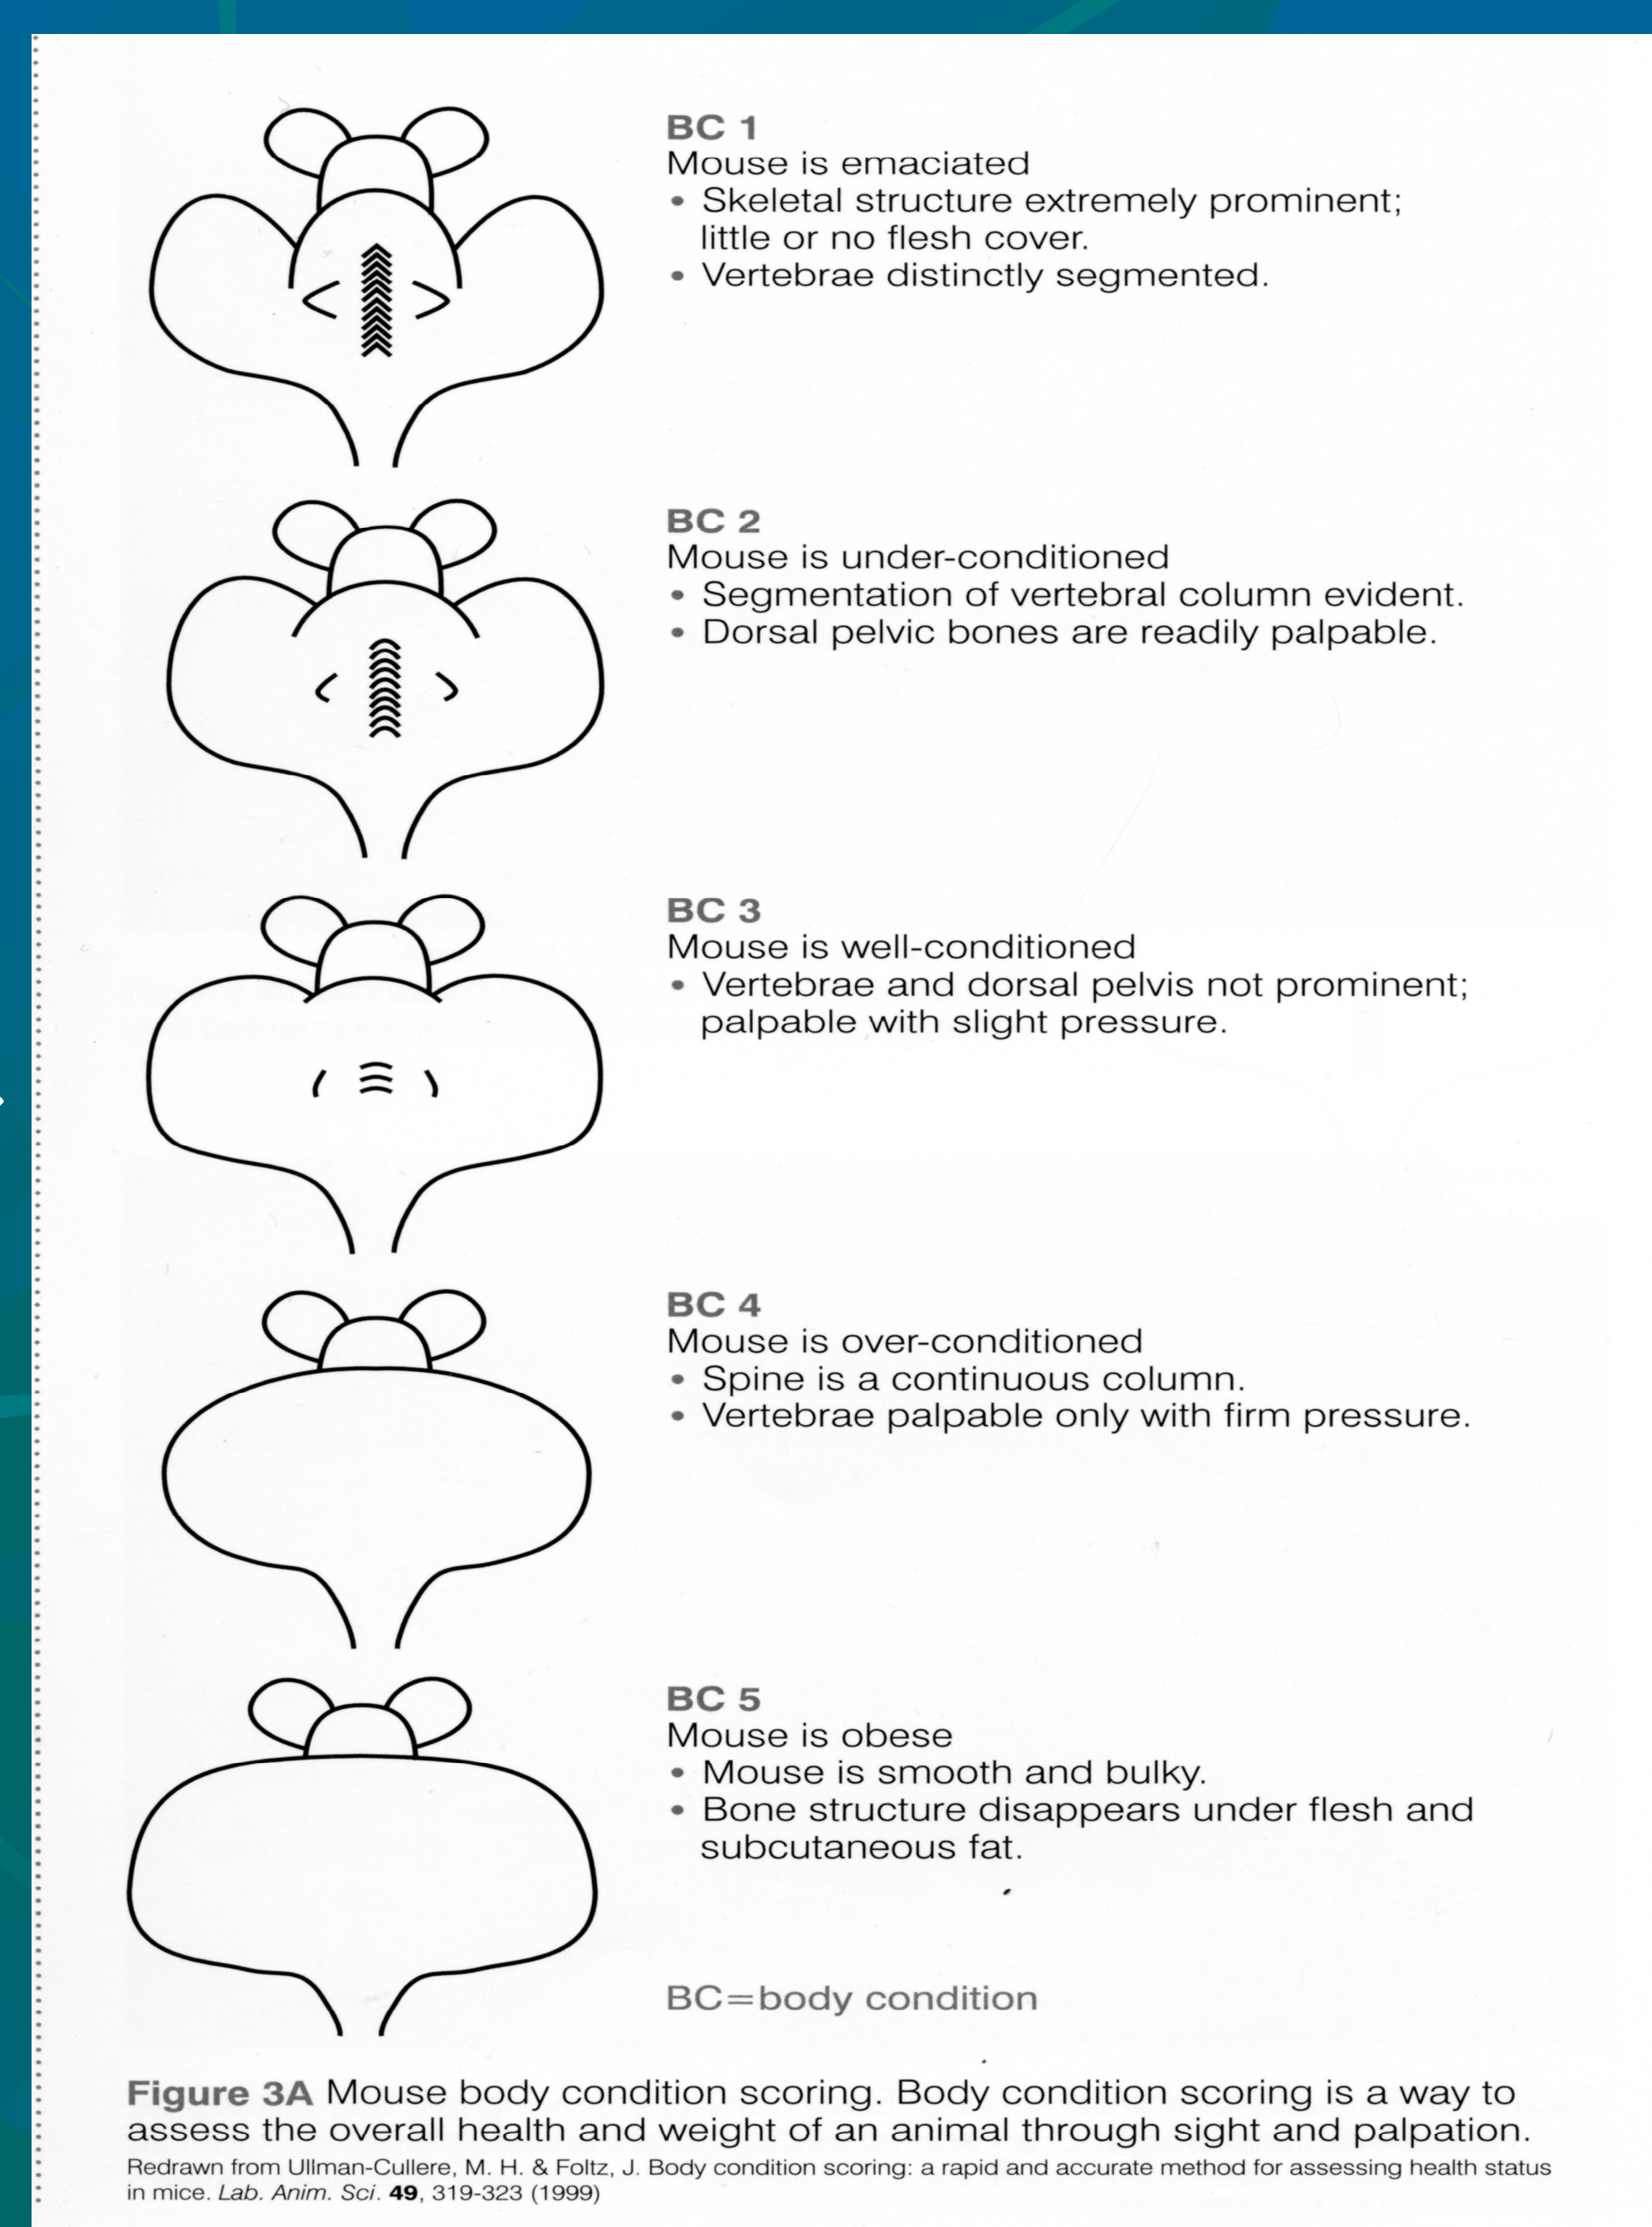 BC 1
Mouse is emaciated
• Skeletal structure extremely prominent;
little or no flesh cover.
• Vertebrae distinctly segmented.
BC 2
Mouse is under-conditioned
• Segmentation of vertebral column evident.
• Dorsal pelvic bones are readily palpable.
BC 3
Mouse is well-conditioned
• Vertebrae and dorsal pelvis not prominent;
palpable with slight pressure.
BC 4
Mouse is over-conditioned
• Spine is a continuous column.
• Vertebrae palpable only with firm pressure.
BC 5
Mouse is obese
• Mouse is smooth and bulky.
• Bone structure disappears under flesh and
subcutaneous fat.
BC=body condition
Figure 3A Mouse body condition scoring. Body condition scoring is a way to
assess the overall health and weight of an animal through sight and palpation.
Redrawn from Ullman-Cullere, M. H. & Foltz, J. Body condition scoring: a rapid and accurate method for assessing health status
in mice. Lab. Anim. Sci. 49, 319-323 (1999)